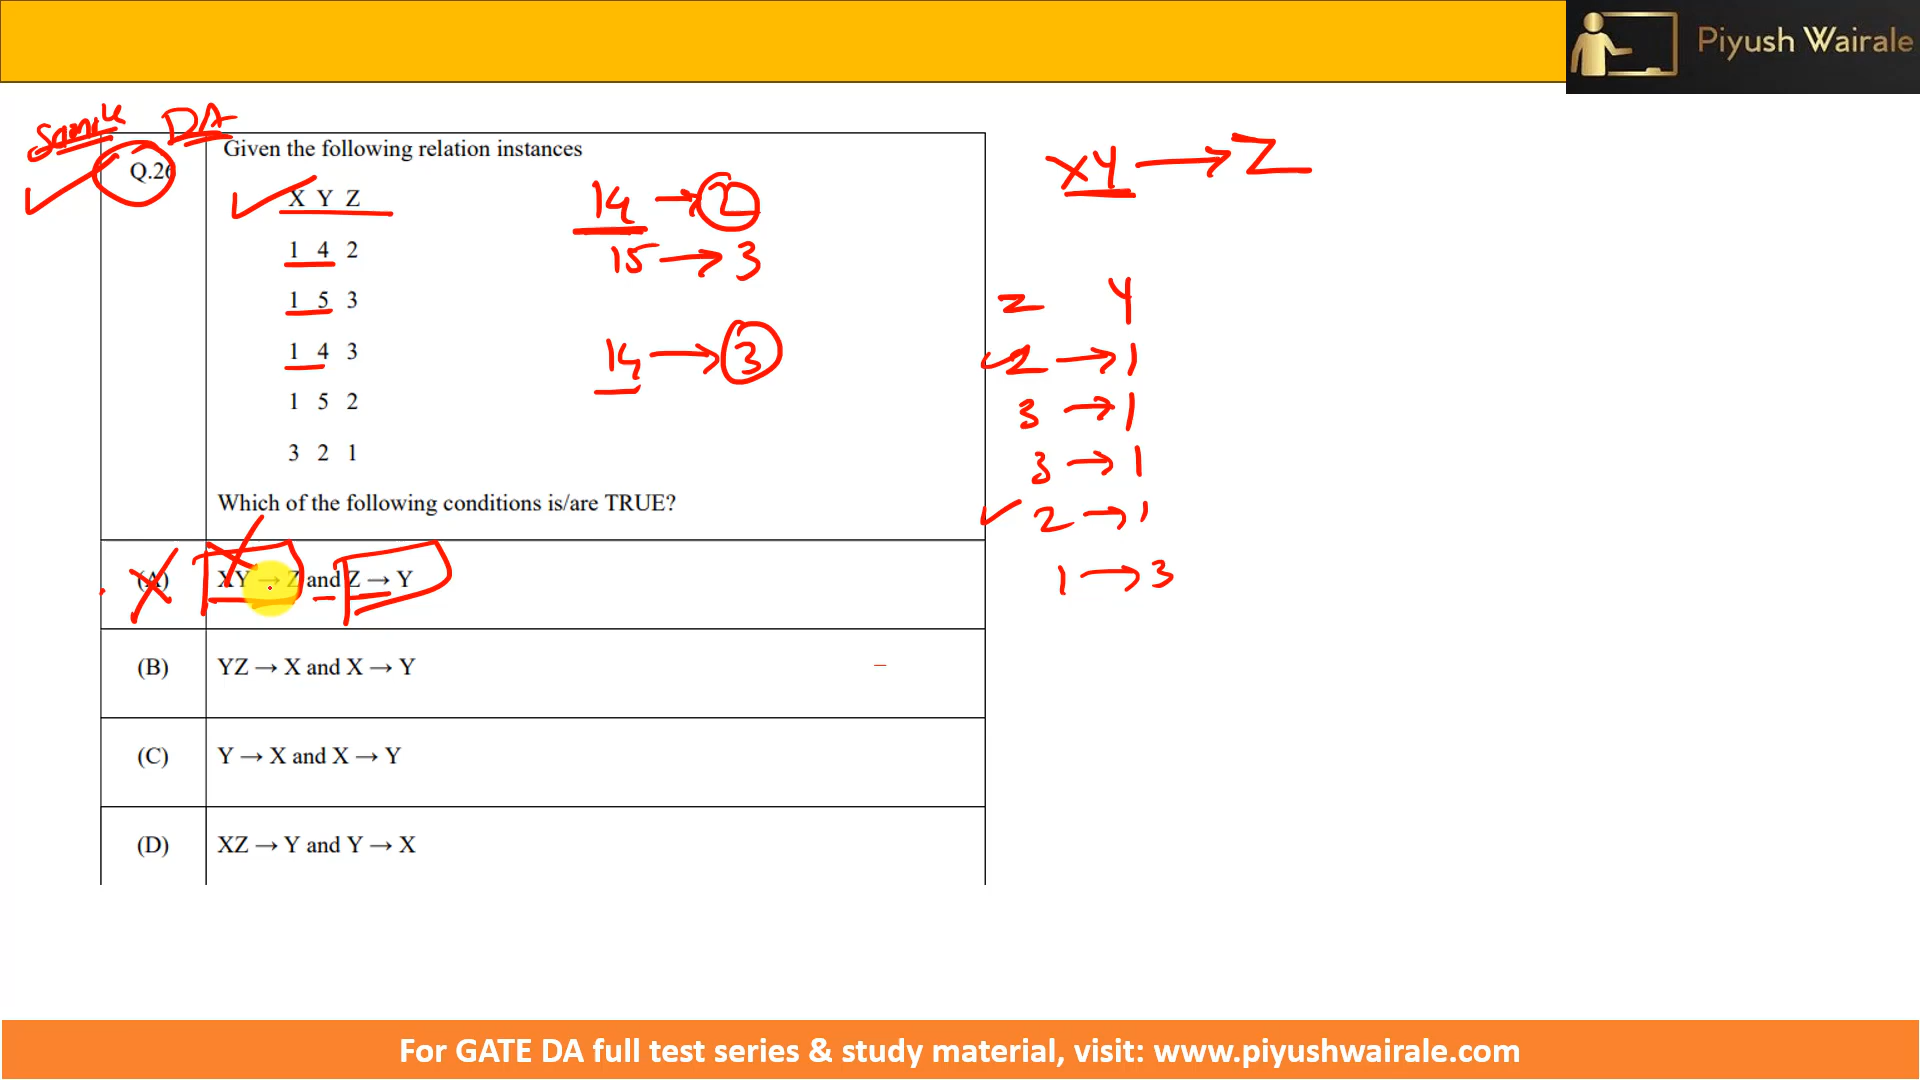 Piyush Wairale
Sample DA
Q.26
Given the following relation instances
X Y Z
1 4 2
1 5 3
1 4 3
1 5 2
3 2 1
Which of the following conditions is/are TRUE?
14 → 2
15 → 3
14 → 3
XY → Z
Z Y
2 → 1
3 → 1
3 → 1
2 → 1
1 → 3
(A) XY → Z and Z → Y
(B) YZ → X and X → Y
(C) Y → X and X → Y
(D) XZ → Y and Y → X
For GATE DA full test series & study material, visit: www.piyushwairale.com